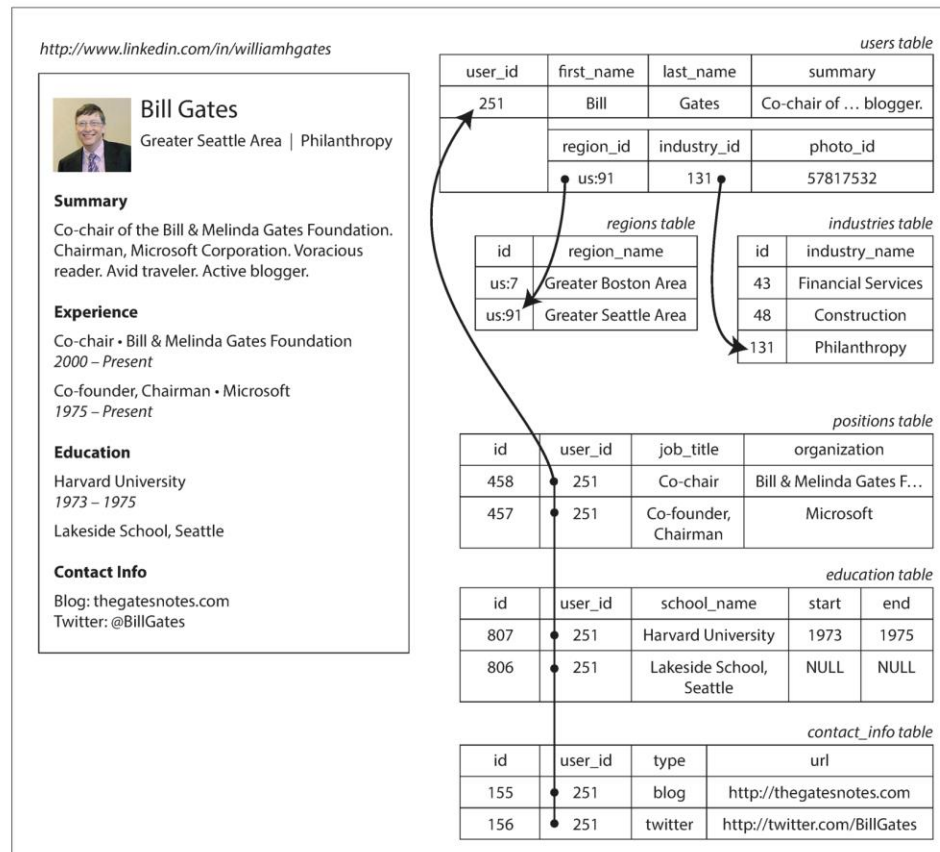 http://www.linkedin.com/in/williamhgates
Bill Gates
Greater Seattle Area | Philanthropy
Summary
Co-chair of the Bill & Melinda Gates Foundation.
Chairman, Microsoft Corporation. Voracious
reader. Avid traveler. Active blogger.
Experience
Co-chair • Bill & Melinda Gates Foundation
2000 – Present
Co-founder, Chairman • Microsoft
1975 – Present
Education
Harvard University
1973 – 1975
Lakeside School, Seattle
Contact Info
Blog: thegatesnotes.com
Twitter: @BillGates
users table
user_id first_name last_name summary
251 Bill Gates Co-chair of … blogger.
region_id industry_id photo_id
us:91 131 57817532
regions table
id region_name
us:7 Greater Boston Area
us:91 Greater Seattle Area
industries table
id industry_name
43 Financial Services
48 Construction
131 Philanthropy
positions table
id user_id job_title organization
458 251 Co-chair Bill & Melinda Gates F…
457 251 Co-founder, Microsoft
Chairman
education table
id user_id school_name start end
807 251 Harvard University 1973 1975
806 251 Lakeside School, NULL NULL
Seattle
contact_info table
id user_id type url
155 251 blog http://thegatesnotes.com
156 251 twitter http://twitter.com/BillGates